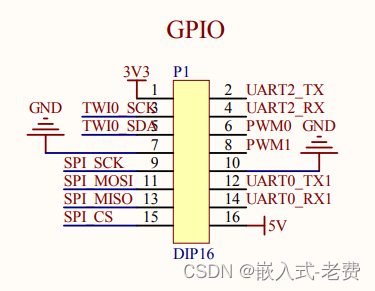 GPIO
3V3 P1
1 2 UART2_TX
GND TWI0_SCK 3 4 UART2_RX
TWI0_SDA 5 6 PWM0 GND
7 8 PWM1
SPI_SCK 9 10
SPI_MOSI 11 12 UART0_TX1
SPI_MISO 13 14 UART0_RX1
SPI_CS 15 16 5V
DIP16
CSDN @嵌入式-老费